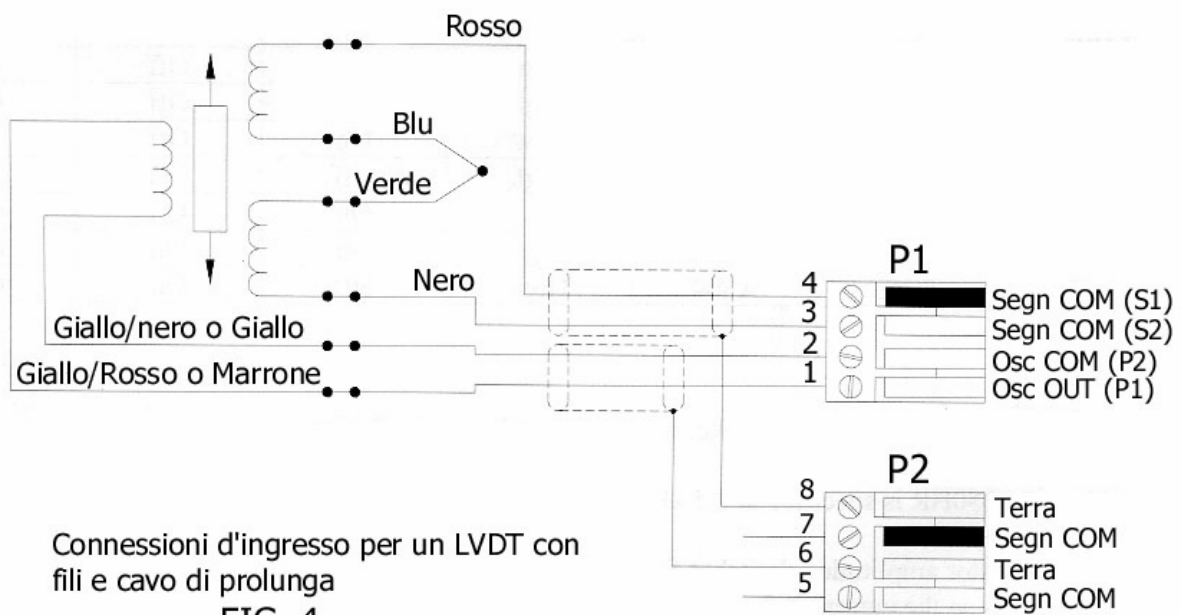 Rosso
Blu
Verde
Nero
Giallo/nero o Giallo
Giallo/Rosso o Marrone
P1
4
Segn COM (S1)
3
Segn COM (S2)
2
Osc COM (P2)
1
Osc OUT (P1)
P2
8
Terra
7
Segn COM
6
Terra
5
Segn COM
Connessioni d'ingresso per un LVDT con
fili e cavo di prolunga